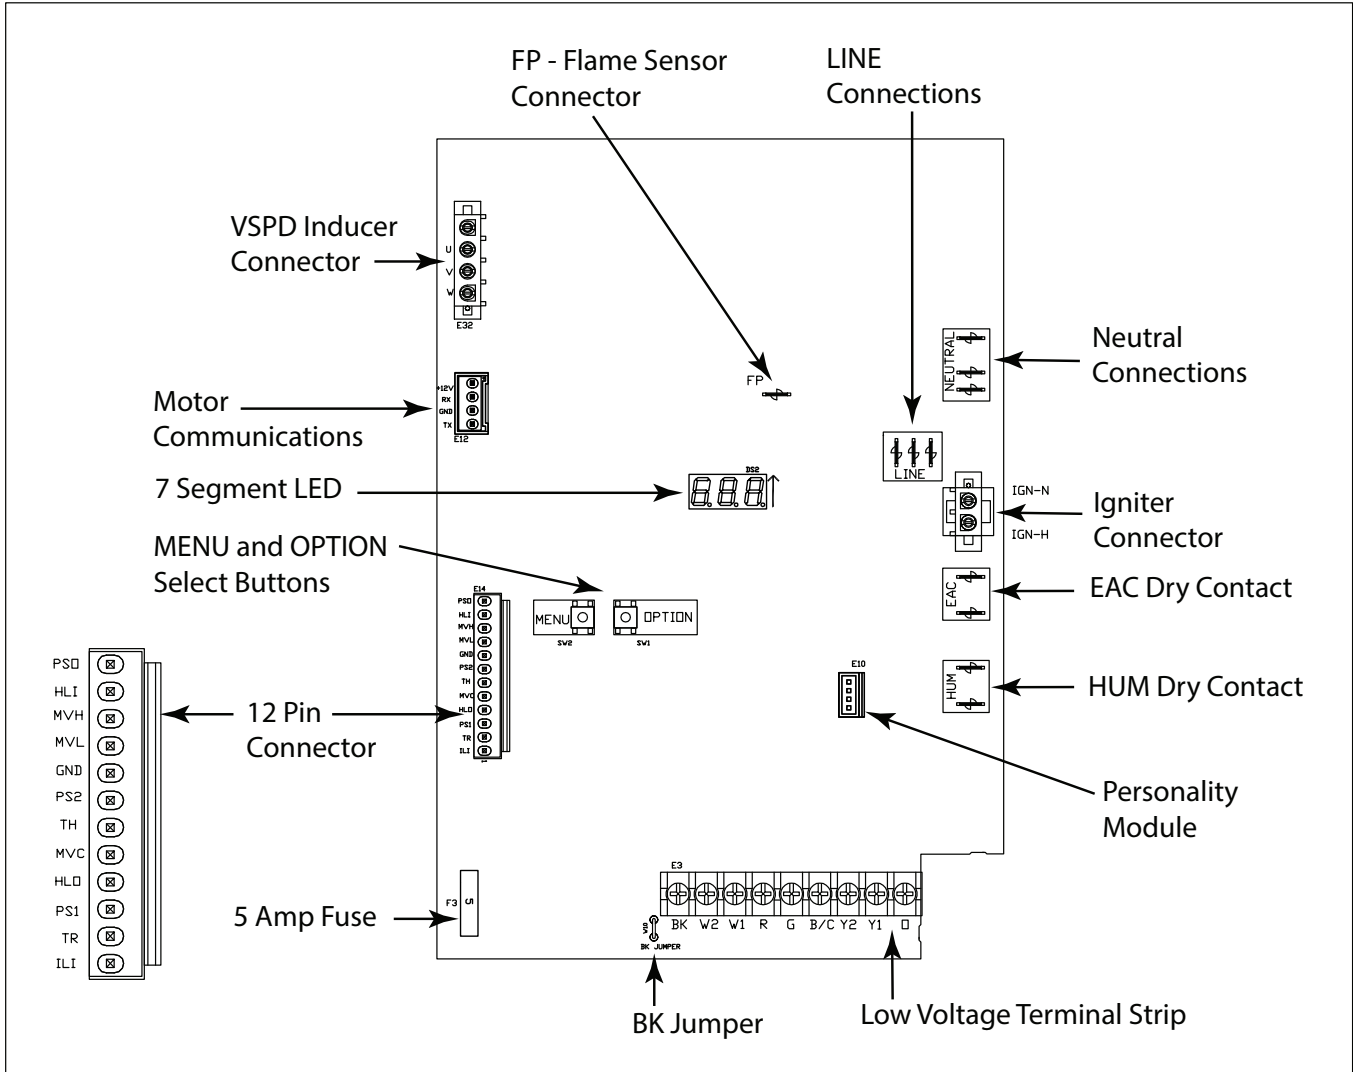 FP - Flame Sensor
Connector
LINE
Connections
VSPD Inducer
Connector
U
V
W
E32
Neutral
Connections
NEUTRAL
FP
Motor
Communications
+12V
RX
GND
TX
E12
LINE
7 Segment LED
DS2
8.8.8.
IGN-N
IGN-H
Igniter
Connector
MENU and OPTION
Select Buttons
EAC
EAC Dry Contact
E14
PSO
HLI
MVH
MVL
GND
PS2
TH
MVC
HLO
PS1
TR
ILI
1
MENU
SW2
OPTION
SW1
E10
HUM
HUM Dry Contact
PSO
HLI
MVH
MVL
GND
PS2
TH
MVC
HLO
PS1
TR
ILI
12 Pin
Connector
Personality
Module
5 Amp Fuse
F3
5
E3
BK W2 W1 R G B/C Y2 Y1 O
W10
BK JUMPER
BK Jumper
Low Voltage Terminal Strip